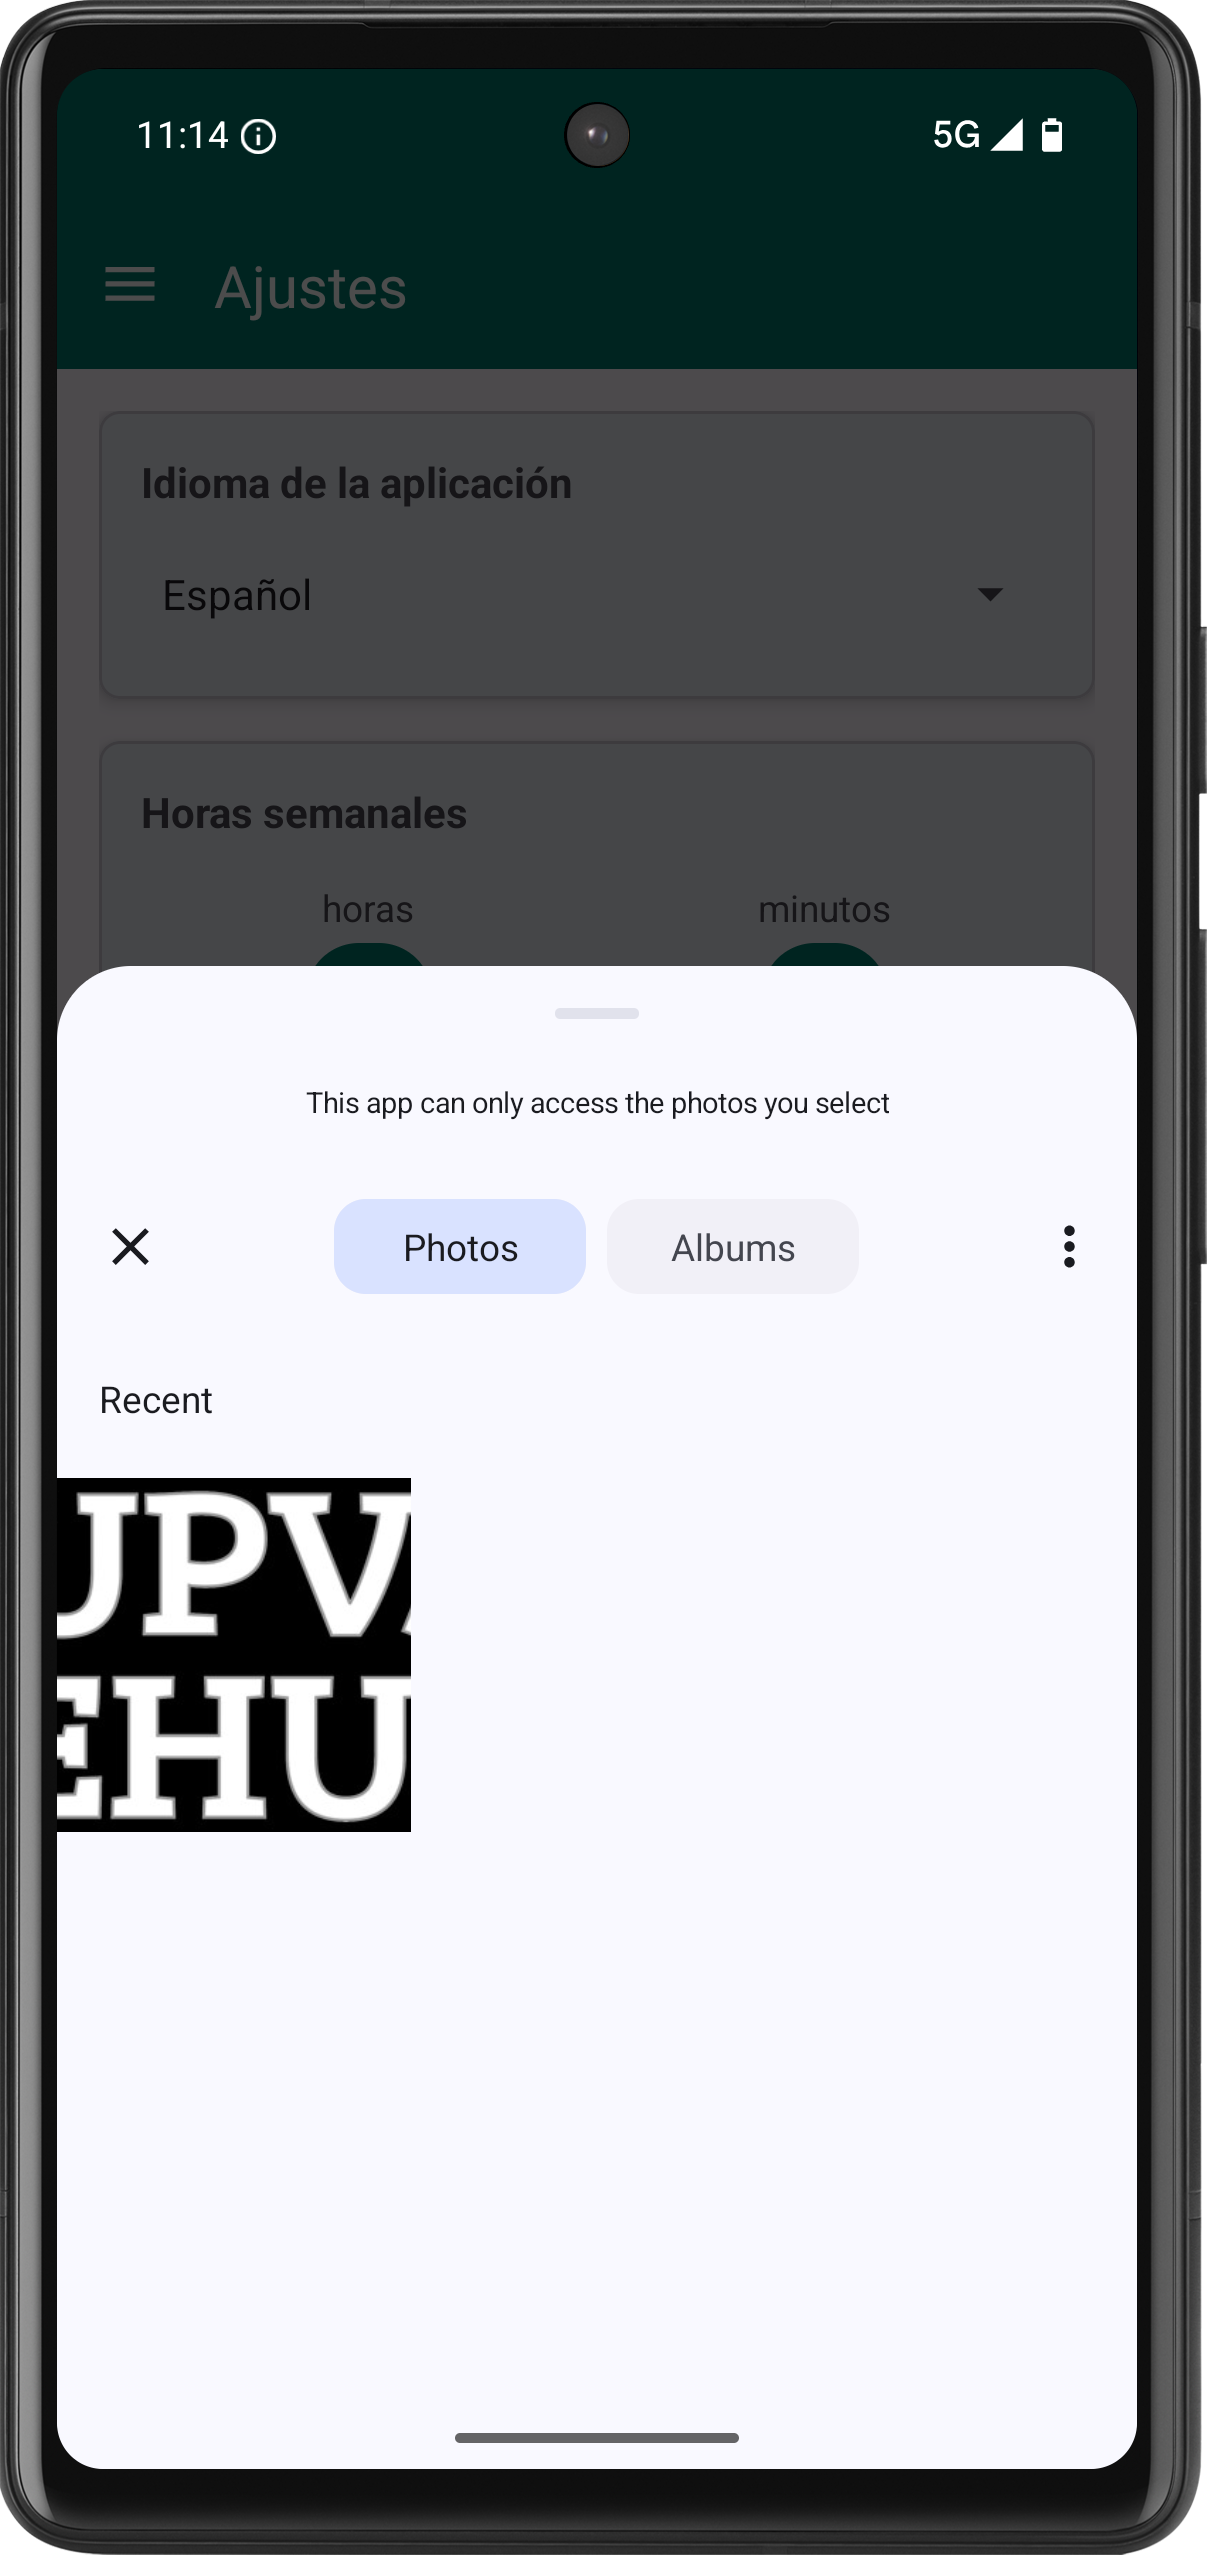 11:14 5G
Ajustes
Idioma de la aplicación
Español
Horas semanales
horas minutos
This app can only access the photos you select
Photos Albums
Recent
UPV
EHU